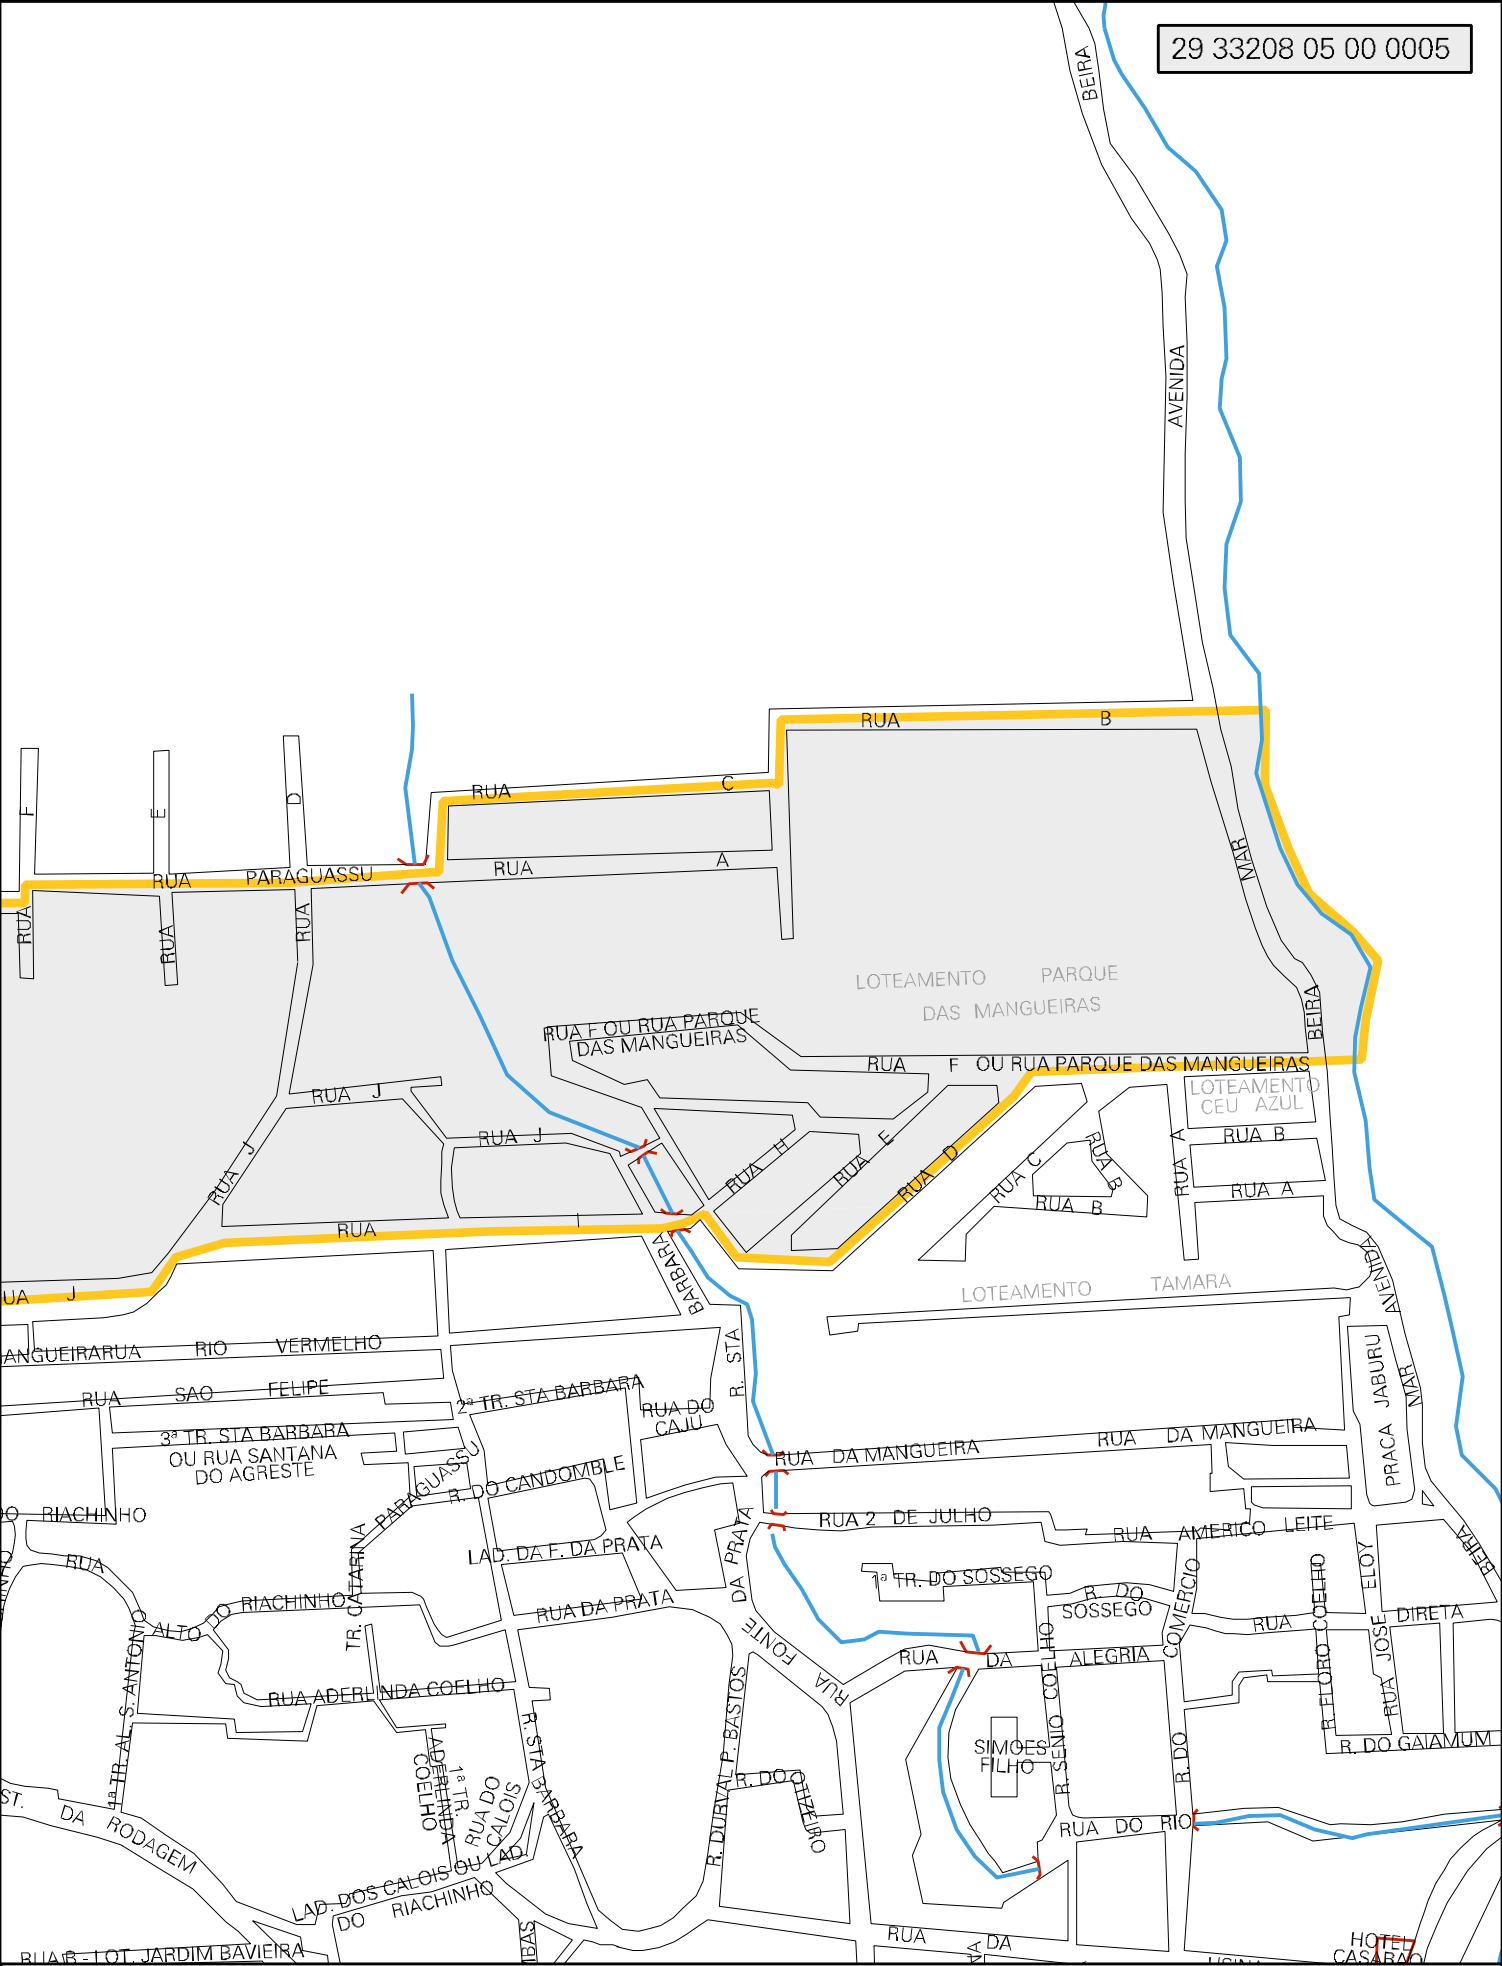 29 33208 05 00 0005
BEIRA
AVENIDA
RUA B
RUA C
F
E
D
RUA A
RUA PARAGUASSU
MAR
RUA
RUA
RUA
LOTEAMENTO PARQUE
DAS MANGUEIRAS
BEIRA
RUA F OU RUA PARQUE
DAS MANGUEIRAS
RUA F OU RUA PARQUE DAS MANGUEIRAS
LOTEAMENTO
CEU AZUL
RUA J
RUA J
RUA J
RUA H
RUA E
RUA D
RUA C
RUA B
RUA B
RUA A
RUA B
RUA A
RUA I
UA J
BARBARA
LOTEAMENTO TAMARA
AVENIDA
ANGUEIRA
RUA RIO VERMELHO
R. STA
RUA SAO FELIPE
2ª TR. STA BARBARA
RUA DO
CAJU
PRACA JABURU
MAR
3ª TR. STA BARBARA
OU RUA SANTANA
DO AGRESTE
PARAGUASSU
R. DO CANDOMBLE
RUA DA MANGUEIRA
RUA DA MANGUEIRA
DO RIACHINHO
RUA 2 DE JULHO
RUA AMERICO LEITE
BEIRA
RUA
TR. CATARINA
LAD. DA F. DA PRATA
DA PRATA
1ª TR. DO SOSSEGO
R. DO
SOSSEGO
COMERCIO
ELOY
RIACHINHO
ALTO DO
RUA DA PRATA
FONTE
RUA
RUA DIRETA
R. FLORO COELHO
RUA JOSE
1ª TR. AL. S. ANTONIO
RUA DA ALEGRIA
RUA ADERLINDA COELHO
R. SENIO COELHO
R. DO
R. DO GAIAMUM
SIMOES
FILHO
R. STA BARBARA
R. DURVAL P. BASTOS
R. DO
OTIZEIRO
1ª TR.
ADERLINDA
COELHO
RUA DO
CALOIS
ST. DA RODAGEM
RUA DO RIO
LAD. DOS CALOIS OU LAD.
DO RIACHINHO
RUA DA
HOTEL
CASARAO
RUA B - LOT. JARDIM BAVIEIRA